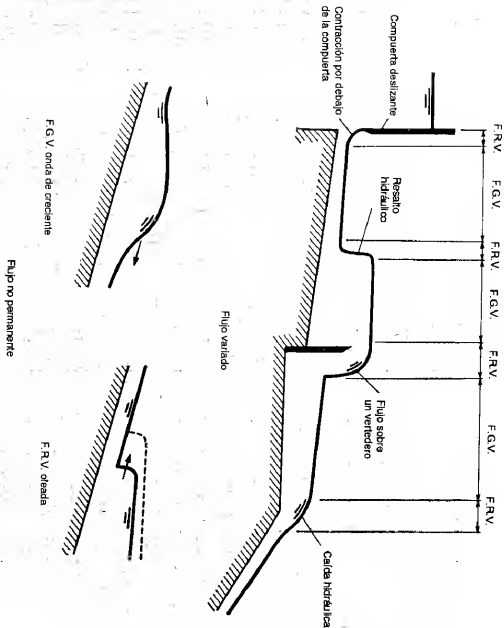 F.R.V.
F.G.V.
F.R.V.
F.G.V.
F.R.V.
F.G.V.
F.R.V.
Compuerta deslizante
Contracción por debajo
de la compuerta
Resalto
hidráulico
Flujo sobre
un vertedero
Caída hidráulica
Flujo variado
F.G.V. onda de creciente
F.R.V. oleada
Flujo no permanente